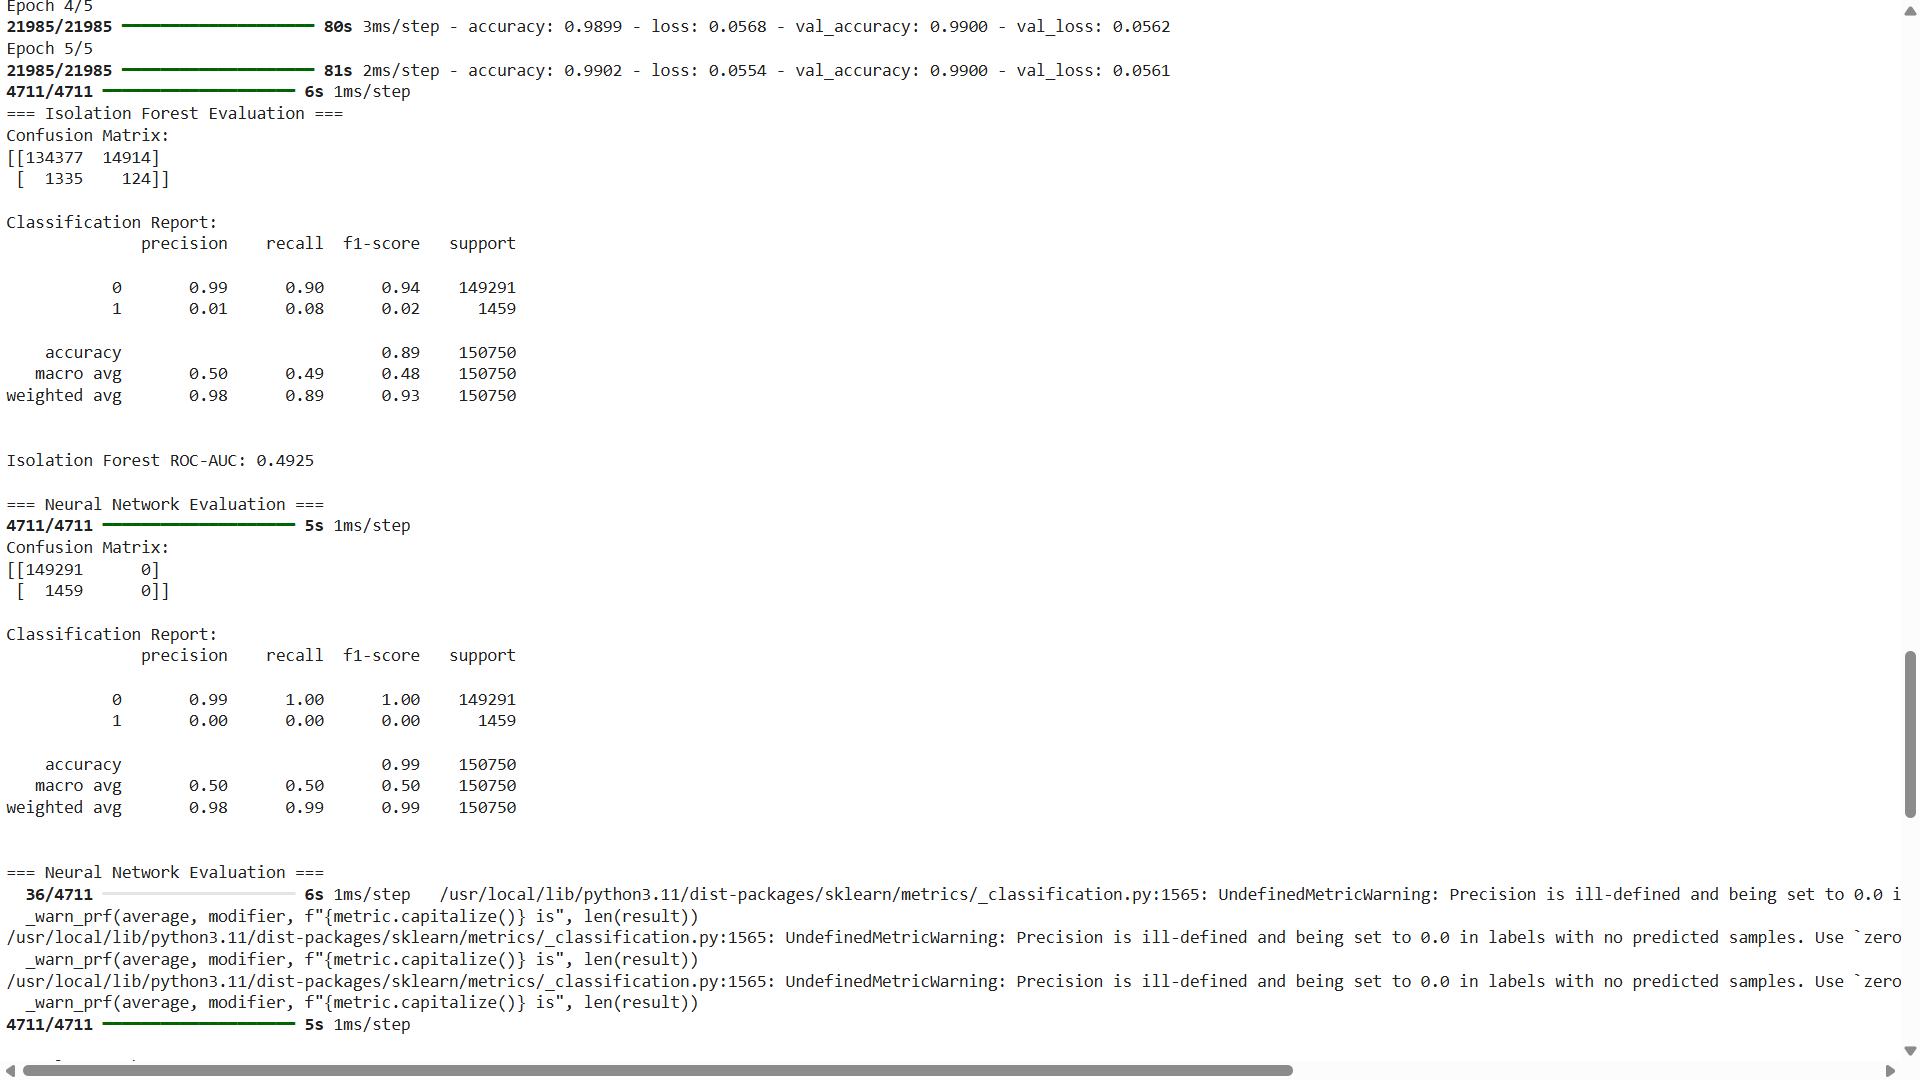 Epoch 4/5
21985/21985 ━━━━━━━━━━━━━━━━━━━━ 80s 3ms/step - accuracy: 0.9899 - loss: 0.0568 - val_accuracy: 0.9900 - val_loss: 0.0562
Epoch 5/5
21985/21985 ━━━━━━━━━━━━━━━━━━━━ 81s 2ms/step - accuracy: 0.9902 - loss: 0.0554 - val_accuracy: 0.9900 - val_loss: 0.0561
4711/4711 ━━━━━━━━━━━━━━━━━━━━ 6s 1ms/step
=== Isolation Forest Evaluation ===
Confusion Matrix:
[[134377  14914]
 [  1335    124]]
Classification Report:
              precision    recall  f1-score   support
           0       0.99      0.90      0.94    149291
           1       0.01      0.08      0.02      1459
    accuracy                           0.89    150750
   macro avg       0.50      0.49      0.48    150750
weighted avg       0.98      0.89      0.93    150750
Isolation Forest ROC-AUC: 0.4925
=== Neural Network Evaluation ===
4711/4711 ━━━━━━━━━━━━━━━━━━━━ 5s 1ms/step
Confusion Matrix:
[[149291      0]
 [  1459      0]]
Classification Report:
              precision    recall  f1-score   support
           0       0.99      1.00      1.00    149291
           1       0.00      0.00      0.00      1459
    accuracy                           0.99    150750
   macro avg       0.50      0.50      0.50    150750
weighted avg       0.98      0.99      0.99    150750
=== Neural Network Evaluation ===
  36/4711 ━━━━━━━━━━━━━━━━━━━━ 6s 1ms/step   /usr/local/lib/python3.11/dist-packages/sklearn/metrics/_classification.py:1565: UndefinedMetricWarning: Precision is ill-defined and being set to 0.0 i
  _warn_prf(average, modifier, f"{metric.capitalize()} is", len(result))
/usr/local/lib/python3.11/dist-packages/sklearn/metrics/_classification.py:1565: UndefinedMetricWarning: Precision is ill-defined and being set to 0.0 in labels with no predicted samples. Use `zero
  _warn_prf(average, modifier, f"{metric.capitalize()} is", len(result))
/usr/local/lib/python3.11/dist-packages/sklearn/metrics/_classification.py:1565: UndefinedMetricWarning: Precision is ill-defined and being set to 0.0 in labels with no predicted samples. Use `zero
  _warn_prf(average, modifier, f"{metric.capitalize()} is", len(result))
4711/4711 ━━━━━━━━━━━━━━━━━━━━ 5s 1ms/step